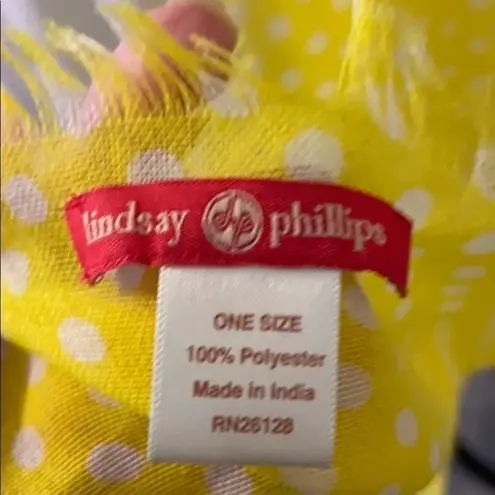 lindsay phillips
ONE SIZE
100% Polyester
Made in India
RN26128